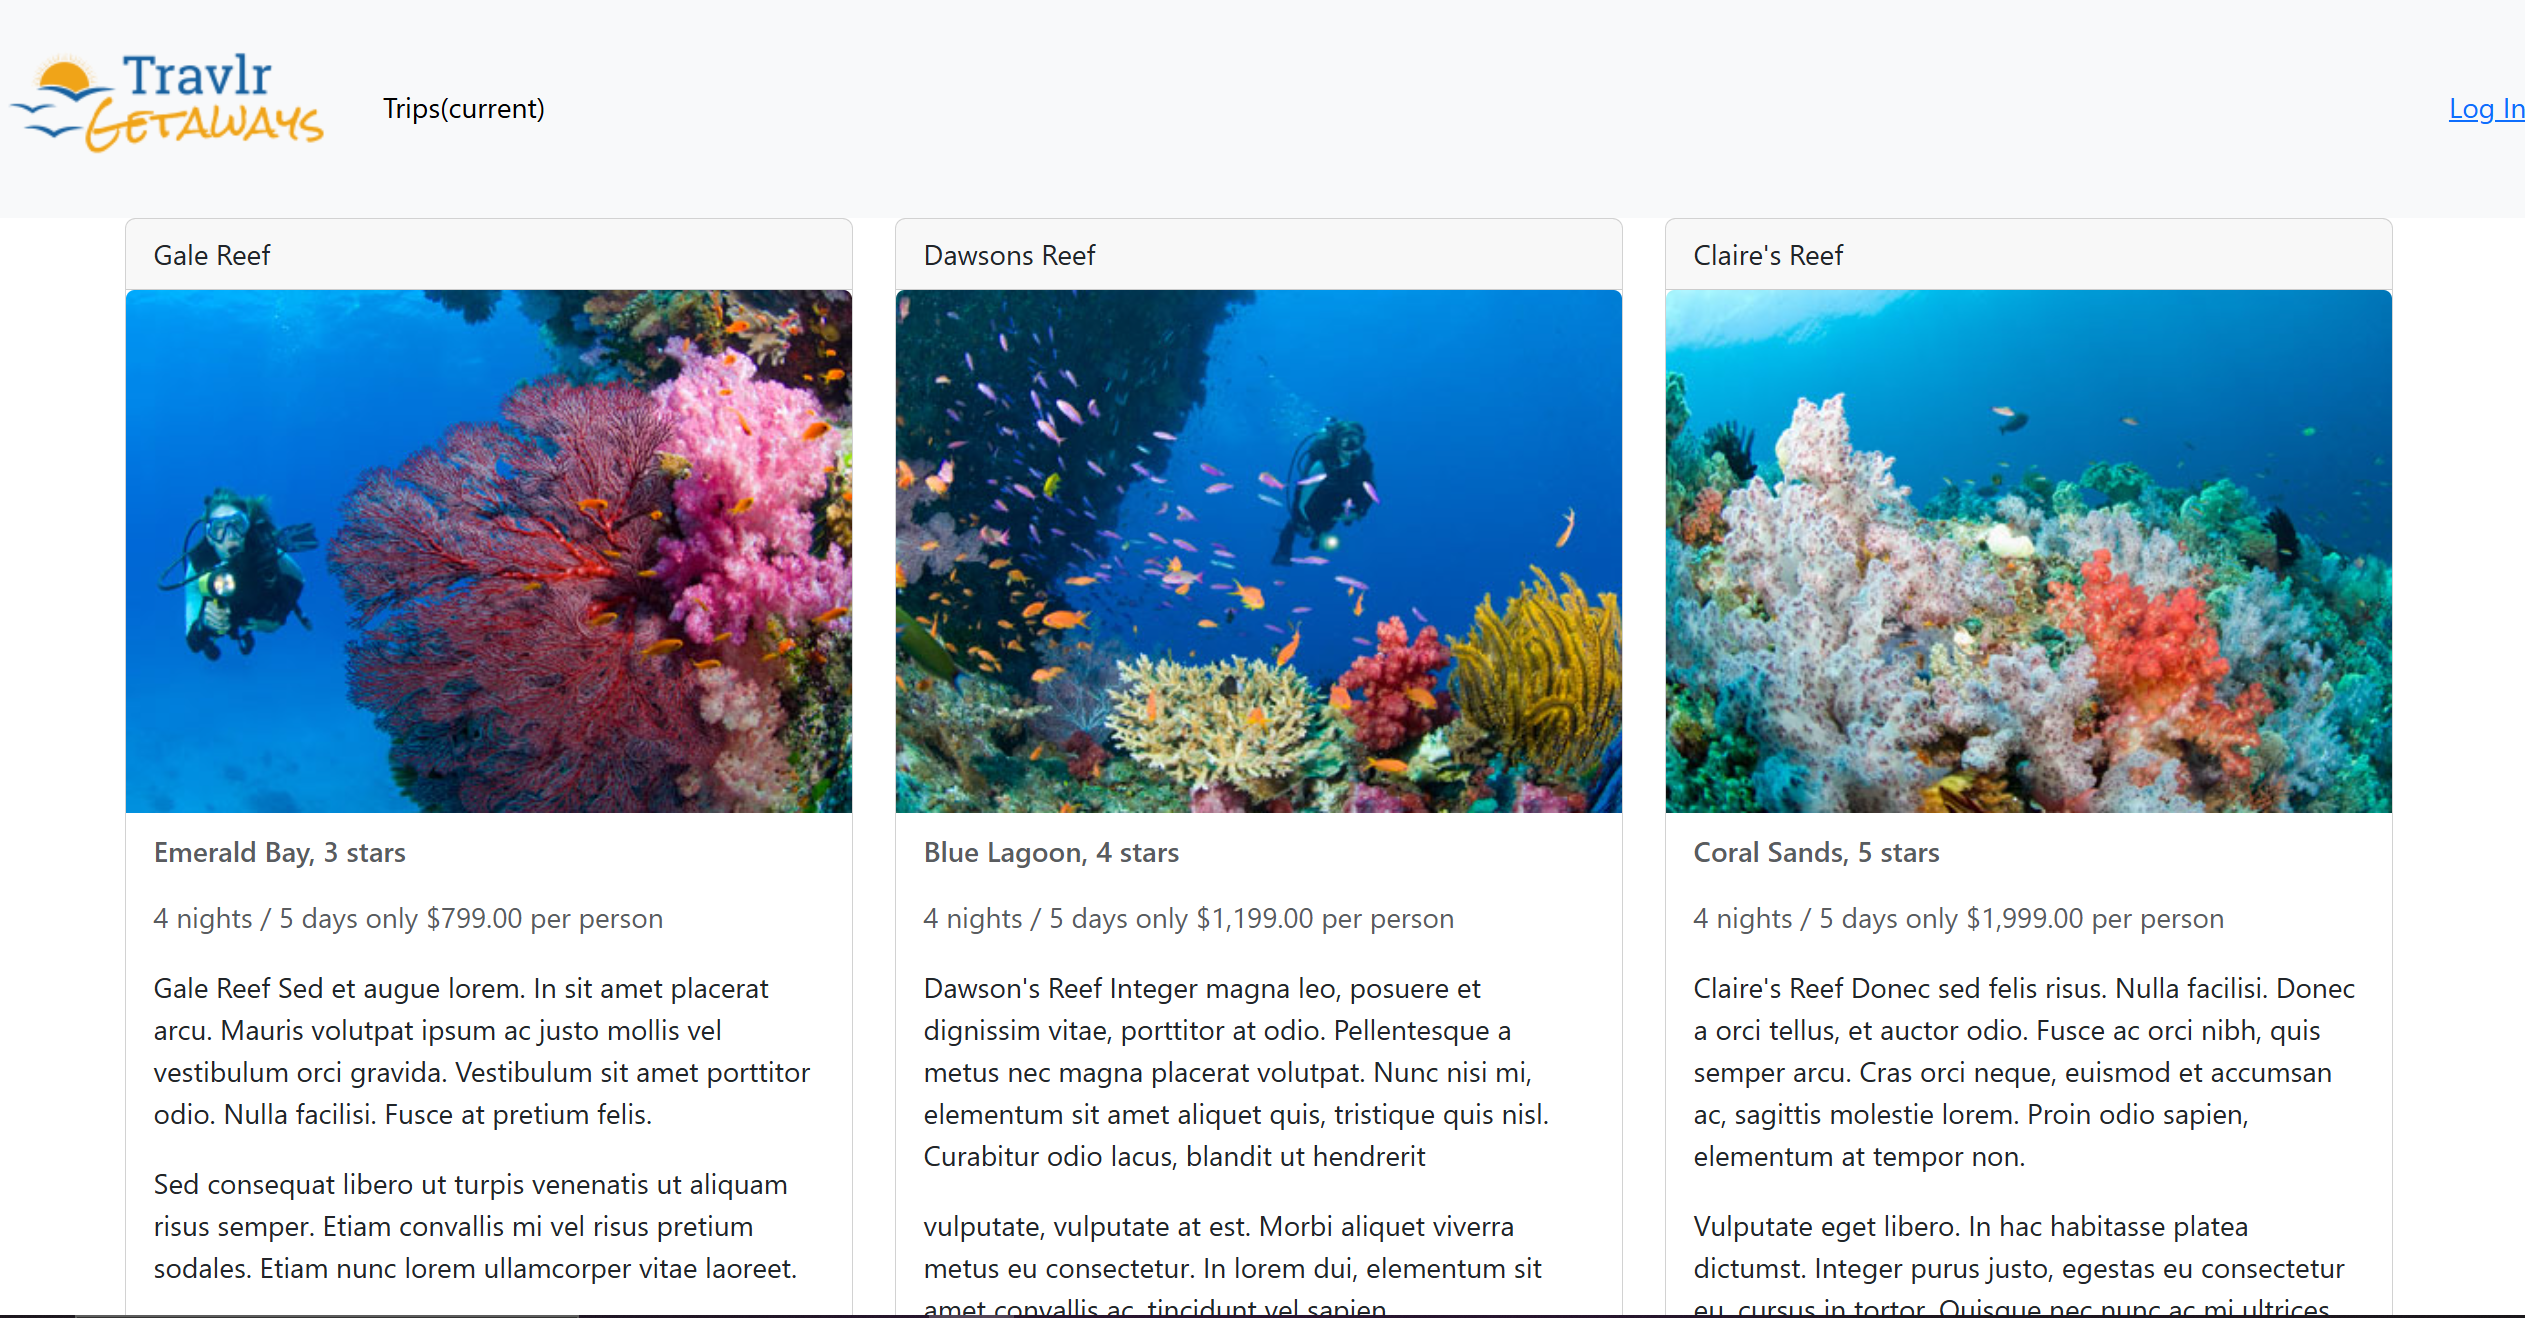 Travlr
GETAWAYS
Trips(current)
Log In
Gale Reef
Emerald Bay, 3 stars
4 nights / 5 days only $799.00 per person
Gale Reef Sed et augue lorem. In sit amet placerat
arcu. Mauris volutpat ipsum ac justo mollis vel
vestibulum orci gravida. Vestibulum sit amet porttitor
odio. Nulla facilisi. Fusce at pretium felis.
Sed consequat libero ut turpis venenatis ut aliquam
risus semper. Etiam convallis mi vel risus pretium
sodales. Etiam nunc lorem ullamcorper vitae laoreet.
Dawsons Reef
Blue Lagoon, 4 stars
4 nights / 5 days only $1,199.00 per person
Dawson's Reef Integer magna leo, posuere et
dignissim vitae, porttitor at odio. Pellentesque a
metus nec magna placerat volutpat. Nunc nisi mi,
elementum sit amet aliquet quis, tristique quis nisl.
Curabitur odio lacus, blandit ut hendrerit
vulputate, vulputate at est. Morbi aliquet viverra
metus eu consectetur. In lorem dui, elementum sit
amet convallis ac, tincidunt vel sapien.
Claire's Reef
Coral Sands, 5 stars
4 nights / 5 days only $1,999.00 per person
Claire's Reef Donec sed felis risus. Nulla facilisi. Donec
a orci tellus, et auctor odio. Fusce ac orci nibh, quis
semper arcu. Cras orci neque, euismod et accumsan
ac, sagittis molestie lorem. Proin odio sapien,
elementum at tempor non.
Vulputate eget libero. In hac habitasse platea
dictumst. Integer purus justo, egestas eu consectetur
eu, cursus in tortor. Quisque nec nunc ac mi ultrices